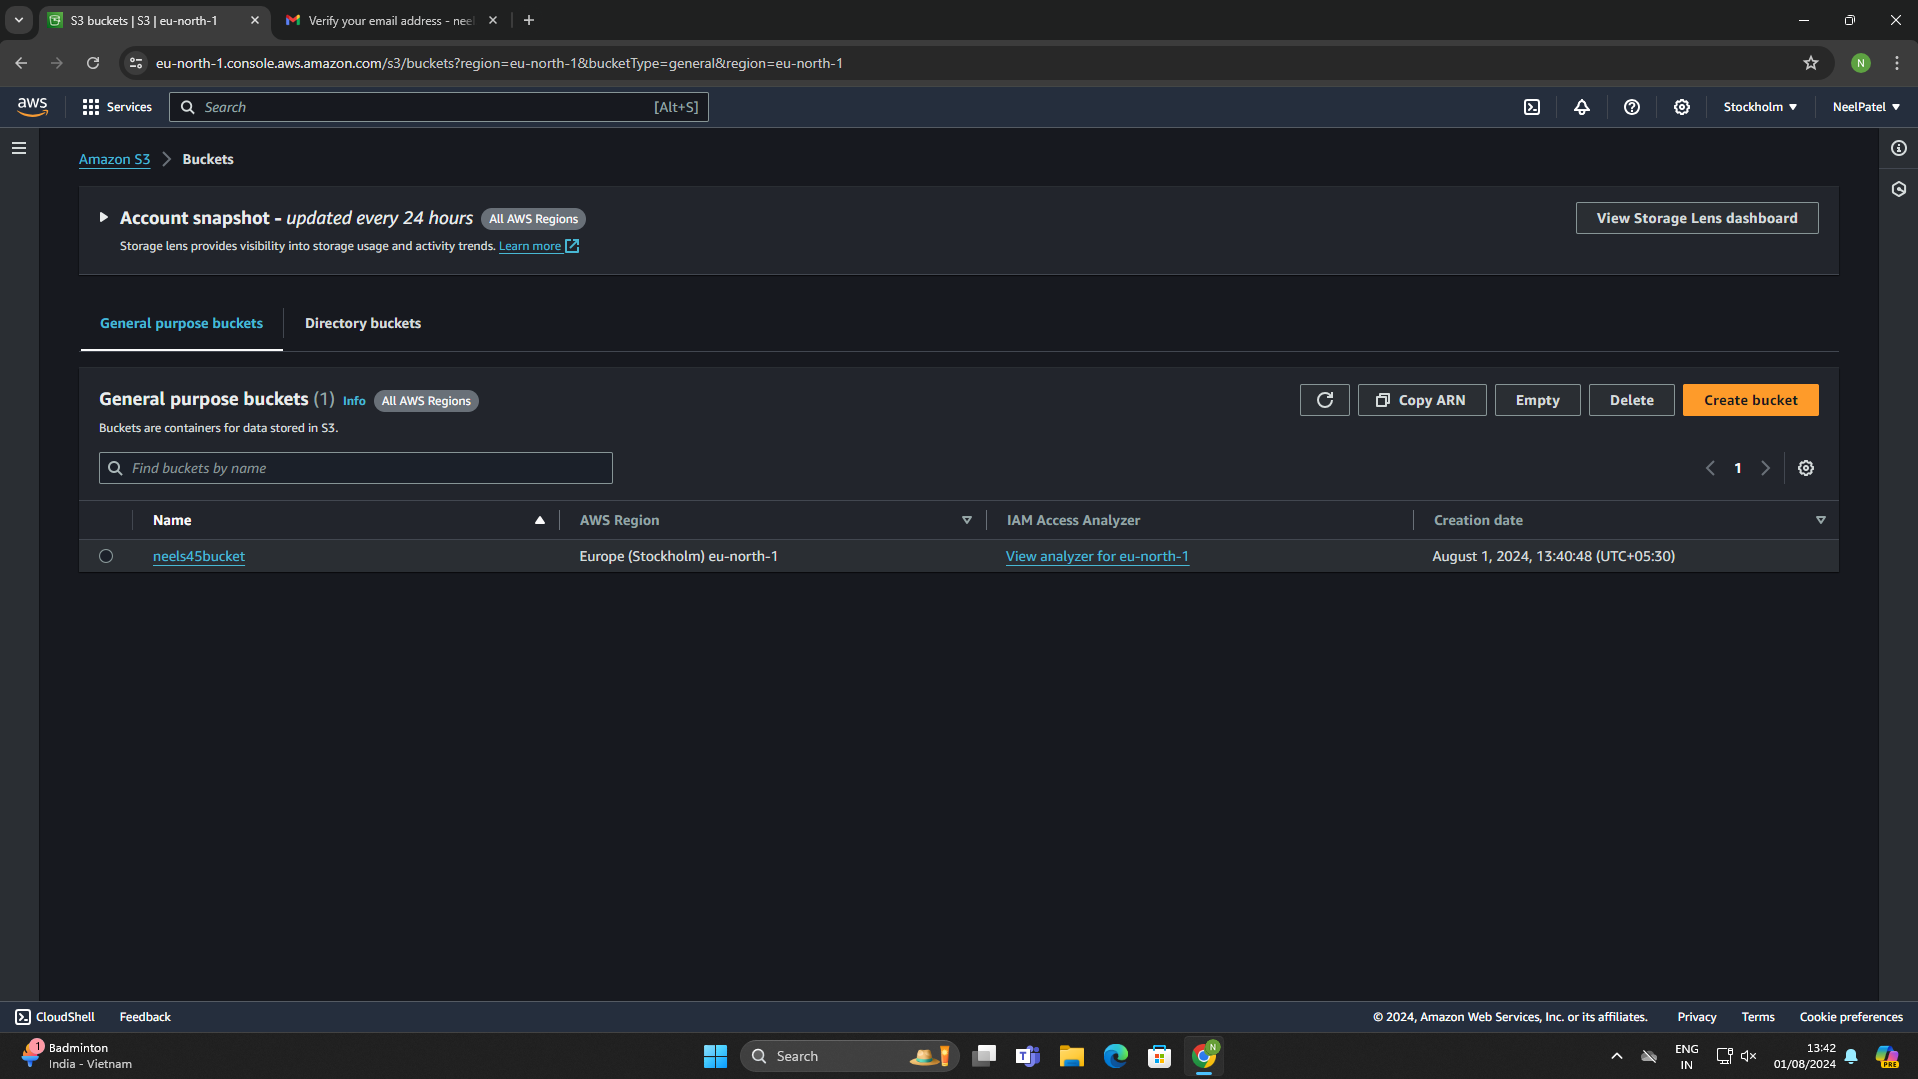 S3 buckets | S3 | eu-north-1
Verify your email address - neel
eu-north-1.console.aws.amazon.com/s3/buckets?region=eu-north-1&bucketType=general&region=eu-north-1
N
aws
Services
Search
[Alt+S]
Stockholm
NeelPatel
Amazon S3
Buckets
Account snapshot - updated every 24 hours
All AWS Regions
Storage lens provides visibility into storage usage and activity trends. Learn more
View Storage Lens dashboard
General purpose buckets
Directory buckets
General purpose buckets (1)
Info
All AWS Regions
Buckets are containers for data stored in S3.
Copy ARN
Empty
Delete
Create bucket
Find buckets by name
1
Name
AWS Region
IAM Access Analyzer
Creation date
neels45bucket
Europe (Stockholm) eu-north-1
View analyzer for eu-north-1
August 1, 2024, 13:40:48 (UTC+05:30)
CloudShell
Feedback
© 2024, Amazon Web Services, Inc. or its affiliates.
Privacy
Terms
Cookie preferences
1
Badminton
India - Vietnam
Search
N
ENG
IN
13:42
01/08/2024
PRE